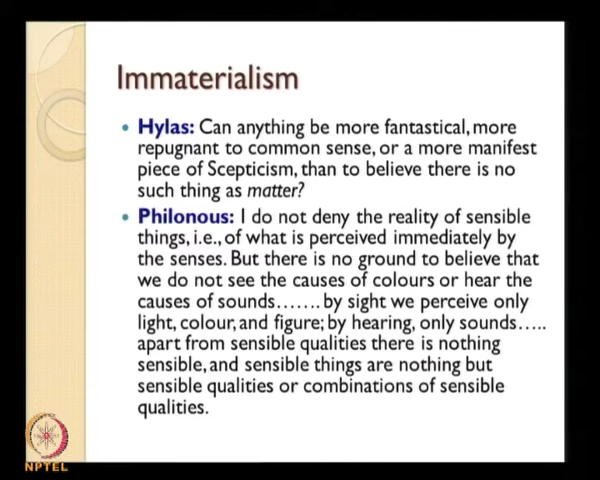 Immaterialism
• Hylas: Can anything be more fantastical, more
repugnant to common sense, or a more manifest
piece of Scepticism, than to believe there is no
such thing as matter?
• Philonous: I do not deny the reality of sensible
things, i.e., of what is perceived immediately by
the senses. But there is no ground to believe that
we do not see the causes of colours or hear the
causes of sounds.......by sight we perceive only
light, colour, and figure; by hearing, only sounds.....
apart from sensible qualities there is nothing
sensible, and sensible things are nothing but
sensible qualities or combinations of sensible
qualities.
NPTEL